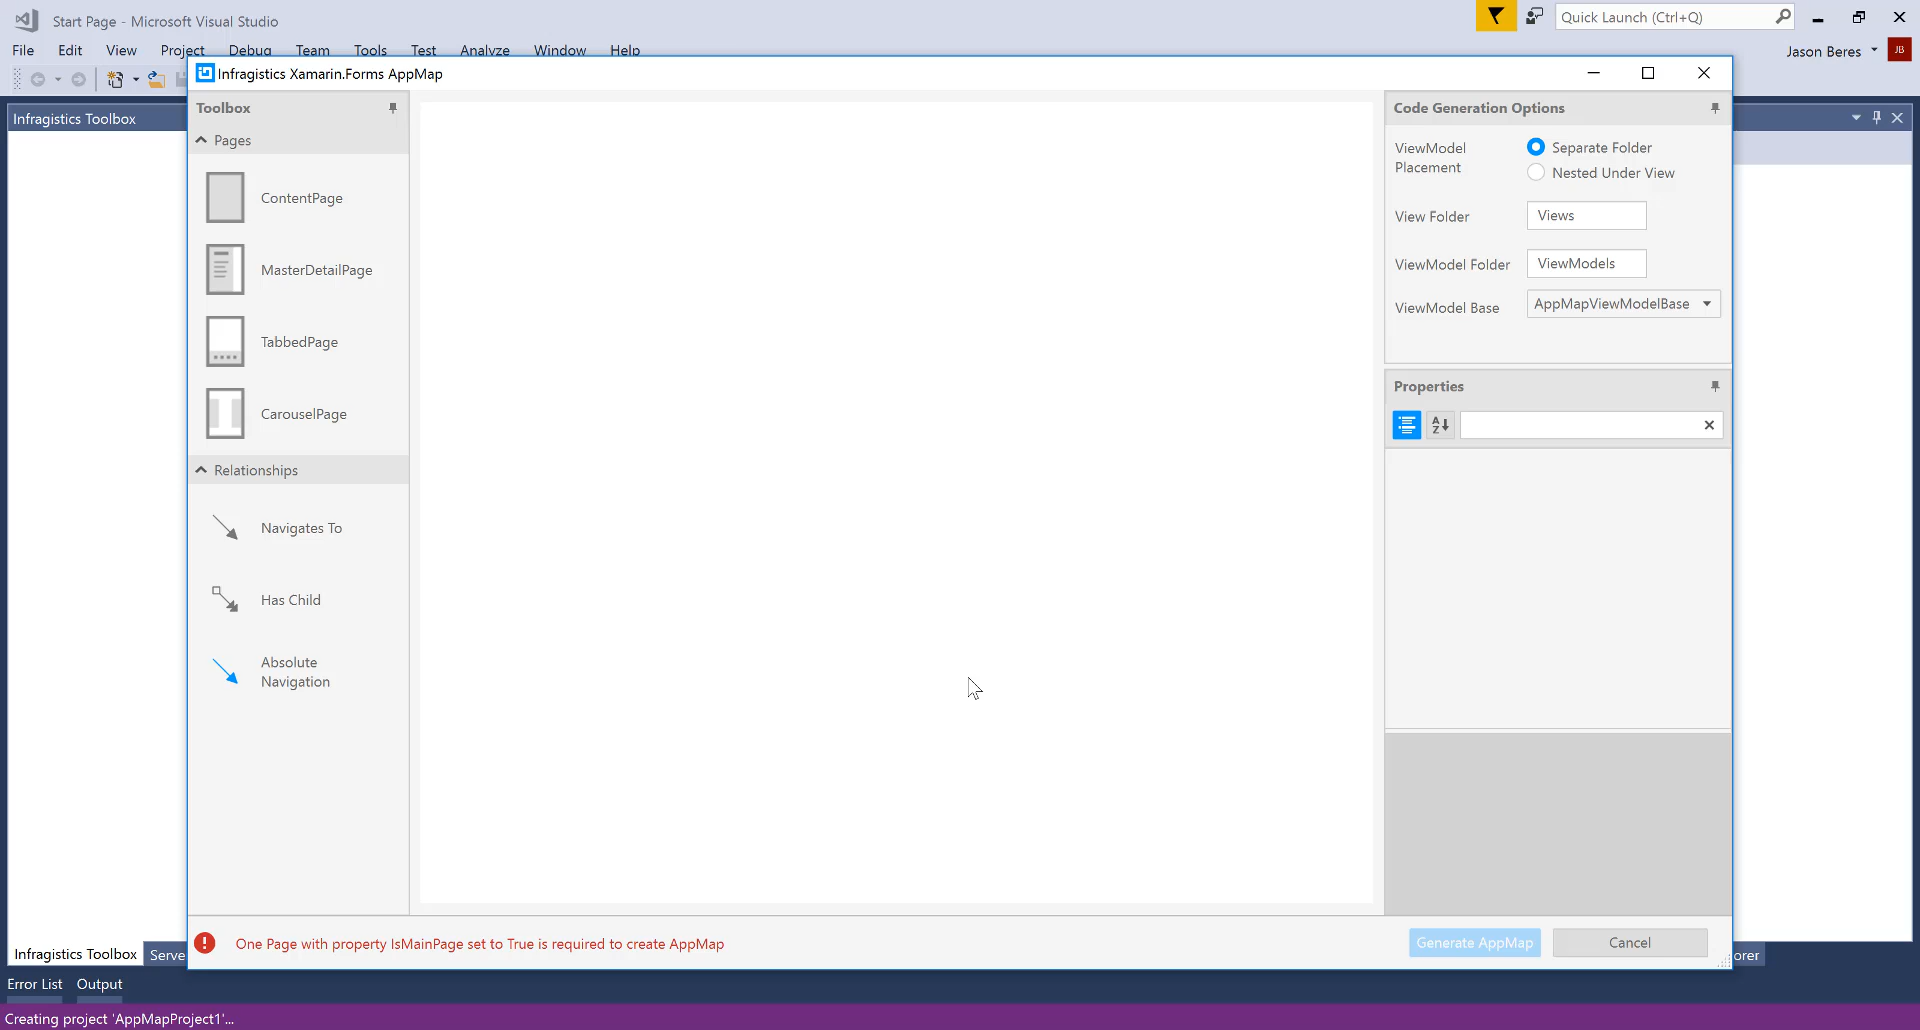 Start Page - Microsoft Visual Studio
Quick Launch (Ctrl+Q)
File Edit View Project Debug Team Tools Test Analyze Window Help
Jason Beres JB
Infragistics Xamarin.Forms AppMap
Infragistics Toolbox
Toolbox
Pages
ContentPage
MasterDetailPage
TabbedPage
CarouselPage
Relationships
Navigates To
Has Child
Absolute
Navigation
Code Generation Options
ViewModel
Placement
Separate Folder
Nested Under View
View Folder Views
ViewModel Folder ViewModels
ViewModel Base AppMapViewModelBase
Properties
One Page with property IsMainPage set to True is required to create AppMap
Generate AppMap Cancel
Infragistics Toolbox Serve
orer
Error List Output
Creating project 'AppMapProject1'...